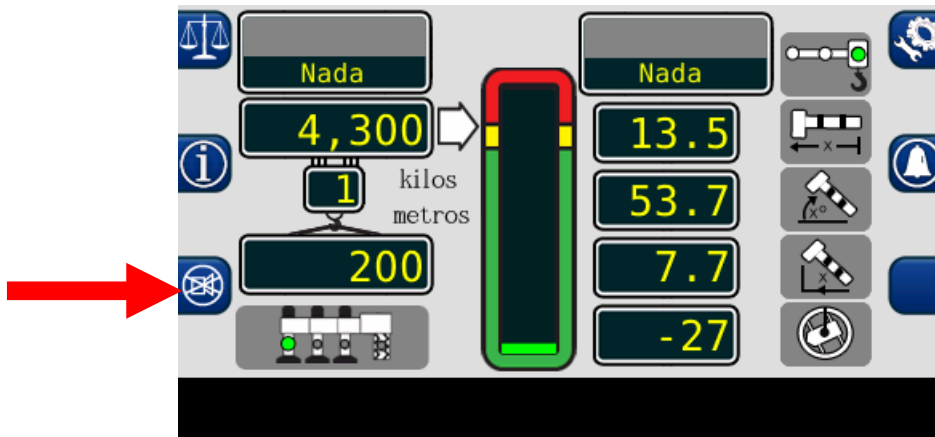 Nada
Nada
4,300
13.5
1
kilos
metros
53.7
200
7.7
-27
x
x°
x